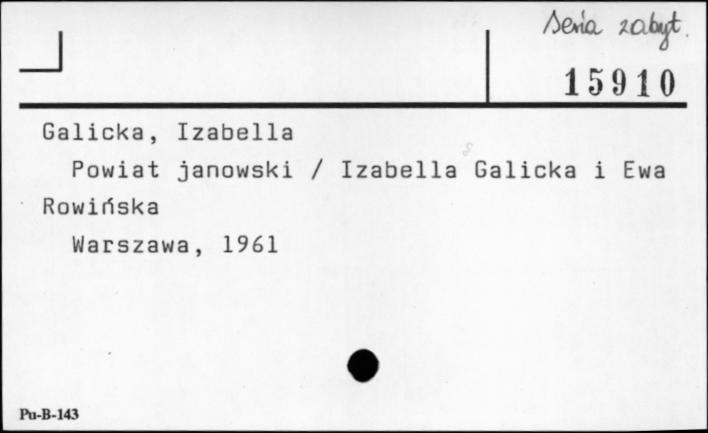 Seria zabyt.
15910
Galicka, Izabella
Powiat janowski / Izabella Galicka i Ewa
Rowińska
Warszawa, 1961
Pu-B-143